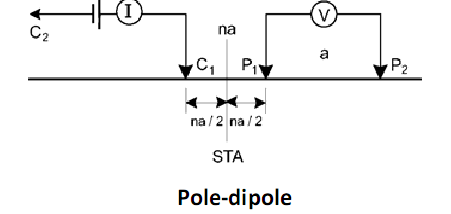 I
V
C₂
na
C₁
P₁
a
P₂
na / 2 na / 2
STA
Pole-dipole